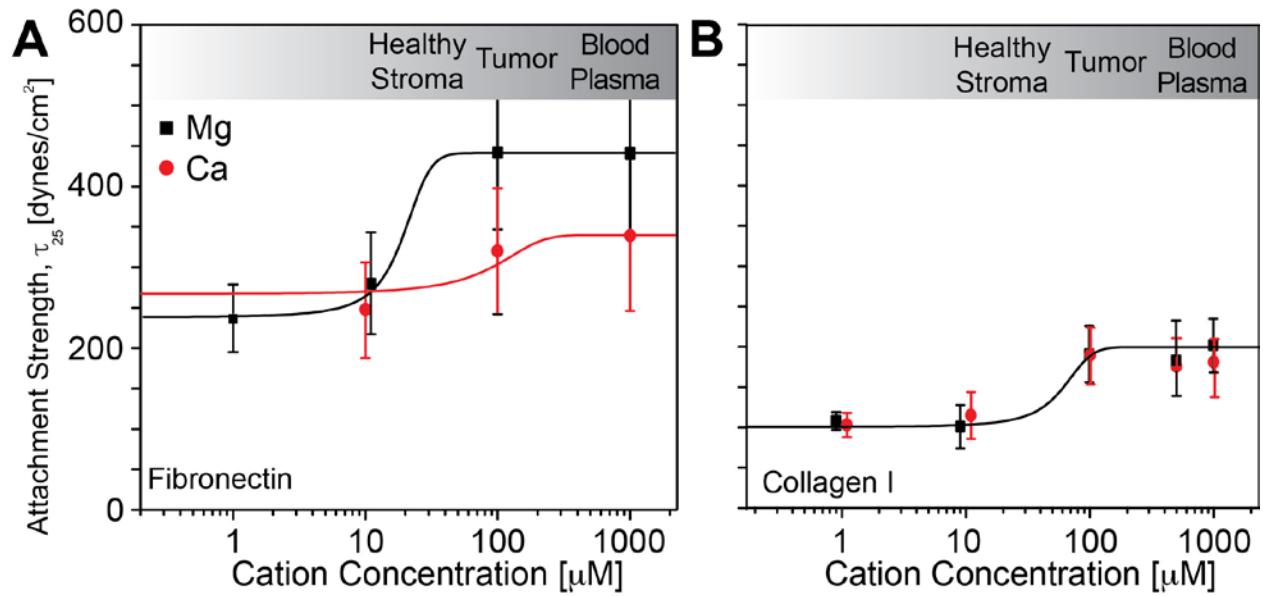 A
B
600
400
200
0
Attachment Strength, τ25 [dynes/cm2]
Healthy
Stroma
Tumor
Blood
Plasma
Mg
Ca
Fibronectin
1
10
100
1000
Cation Concentration [μM]
Healthy
Stroma
Tumor
Blood
Plasma
Collagen I
1
10
100
1000
Cation Concentration [μM]